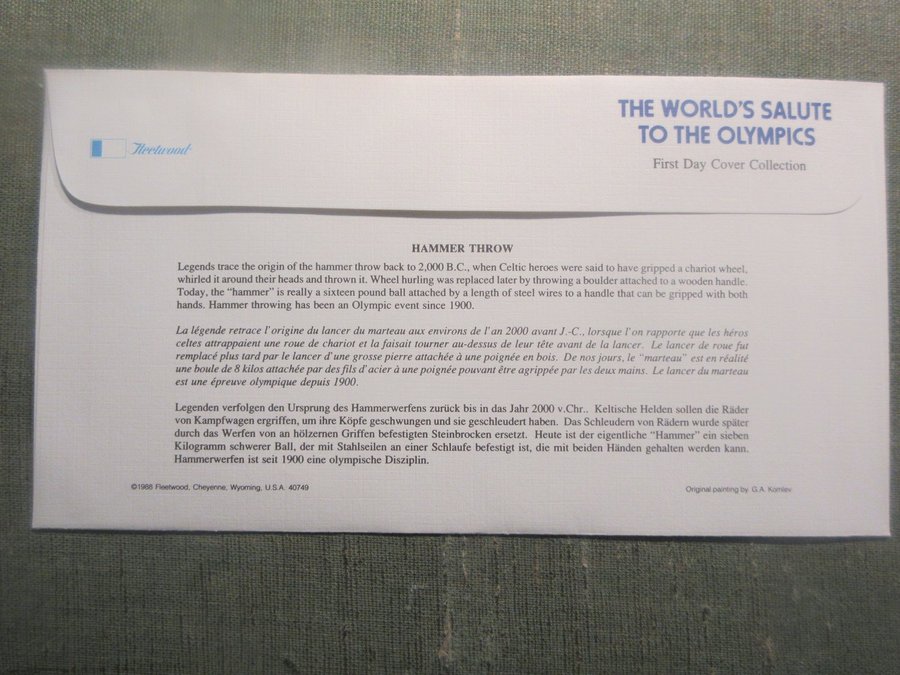 THE WORLD'S SALUTE
TO THE OLYMPICS
First Day Cover Collection
Fleetwood
HAMMER THROW
Legends trace the origin of the hammer throw back to 2,000 B.C., when Celtic heroes were said to have gripped a chariot wheel,
whirled it around their heads and thrown it. Wheel hurling was replaced later by throwing a boulder attached to a wooden handle.
Today, the "hammer" is really a sixteen pound ball attached by a length of steel wires to a handle that can be gripped with both
hands. Hammer throwing has been an Olympic event since 1900.
La légende retrace l'origine du lancer du marteau aux environs de l'an 2000 avant J.-C., lorsque l'on rapporte que les héros
celtes attrappaient une roue de chariot et la faisait tourner au-dessus de leur tête avant de la lancer. Le lancer de roue fut
remplacé plus tard par le lancer d'une grosse pierre attachée à une poignée en bois. De nos jours, le "marteau" est en réalité
une boule de 8 kilos attachée par des fils d'acier à une poignée pouvant être agrippée par les deux mains. Le lancer du marteau
est une épreuve olympique depuis 1900.
Legenden verfolgen den Ursprung des Hammerwerfens zurück bis in das Jahr 2000 v.Chr.. Keltische Helden sollen die Räder
von Kampfwagen ergriffen, um ihre Köpfe geschwungen und sie geschleudert haben. Das Schleudern von Rädern wurde später
durch das Werfen von an hölzernen Griffen befestigten Steinbrocken ersetzt. Heute ist der eigentliche "Hammer" ein sieben
Kilogramm schwerer Ball, der mit Stahlseilen an einer Schlaufe befestigt ist, die mit beiden Händen gehalten werden kann.
Hammerwerfen ist seit 1900 eine olympische Disziplin.
©1988 Fleetwood, Cheyenne, Wyoming, U.S.A. 40749
Original painting by G.A. Komlev